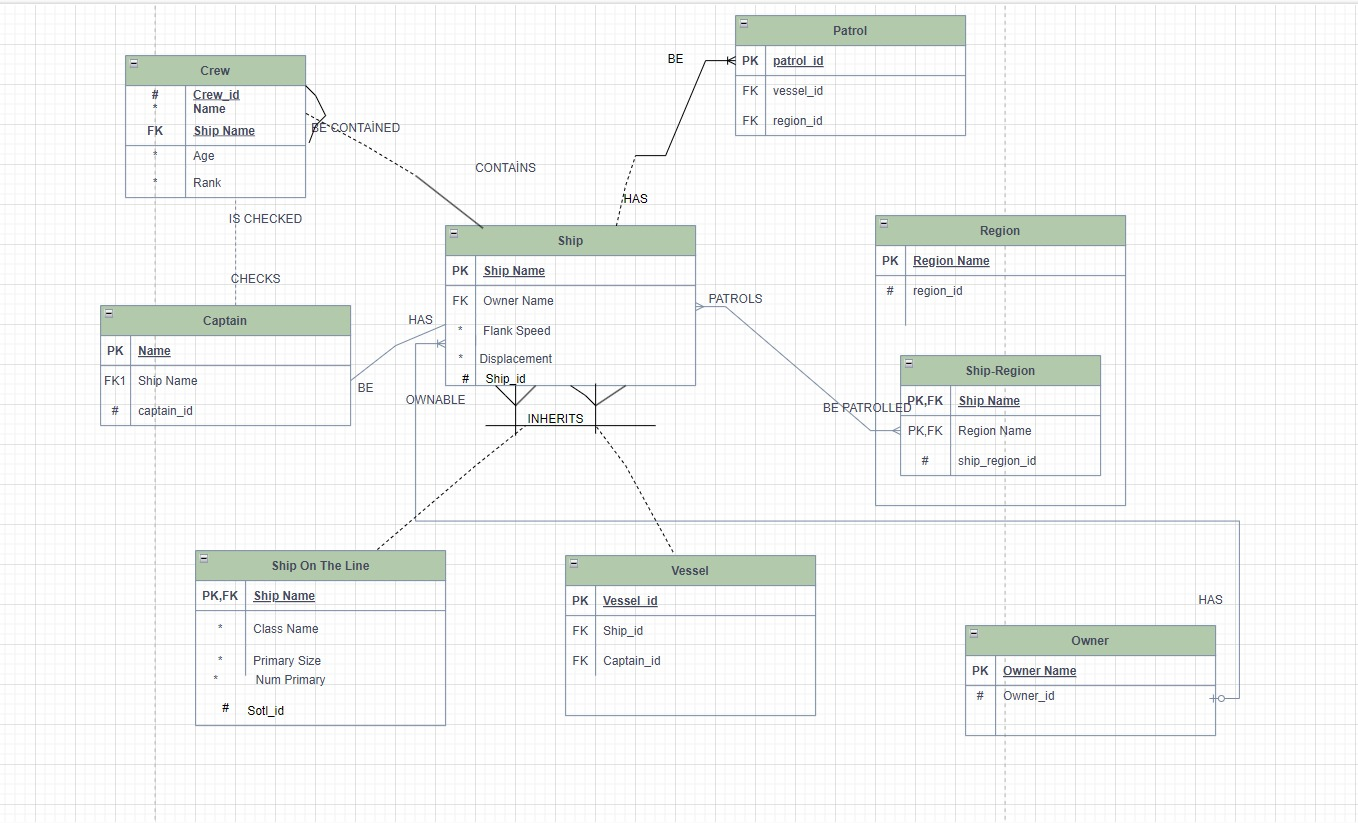 Patrol
BE
PK patrol_id
FK vessel_id
FK region_id
Crew
# Crew_id
* Name
FK Ship Name
* Age
* Rank
BE CONTAİNED
CONTAİNS
HAS
IS CHECKED
CHECKS
Ship
PK Ship Name
FK Owner Name
* Flank Speed
* Displacement
# Ship_id
Region
PK Region Name
# region_id
PATROLS
BE PATROLLED
Ship-Region
PK,FK Ship Name
PK,FK Region Name
# ship_region_id
Captain
PK Name
FK1 Ship Name
# captain_id
HAS
BE
OWNABLE
INHERITS
Ship On The Line
PK,FK Ship Name
* Class Name
* Primary Size
* Num Primary
# Sotl_id
Vessel
PK Vessel_id
FK Ship_id
FK Captain_id
HAS
Owner
PK Owner Name
# Owner_id